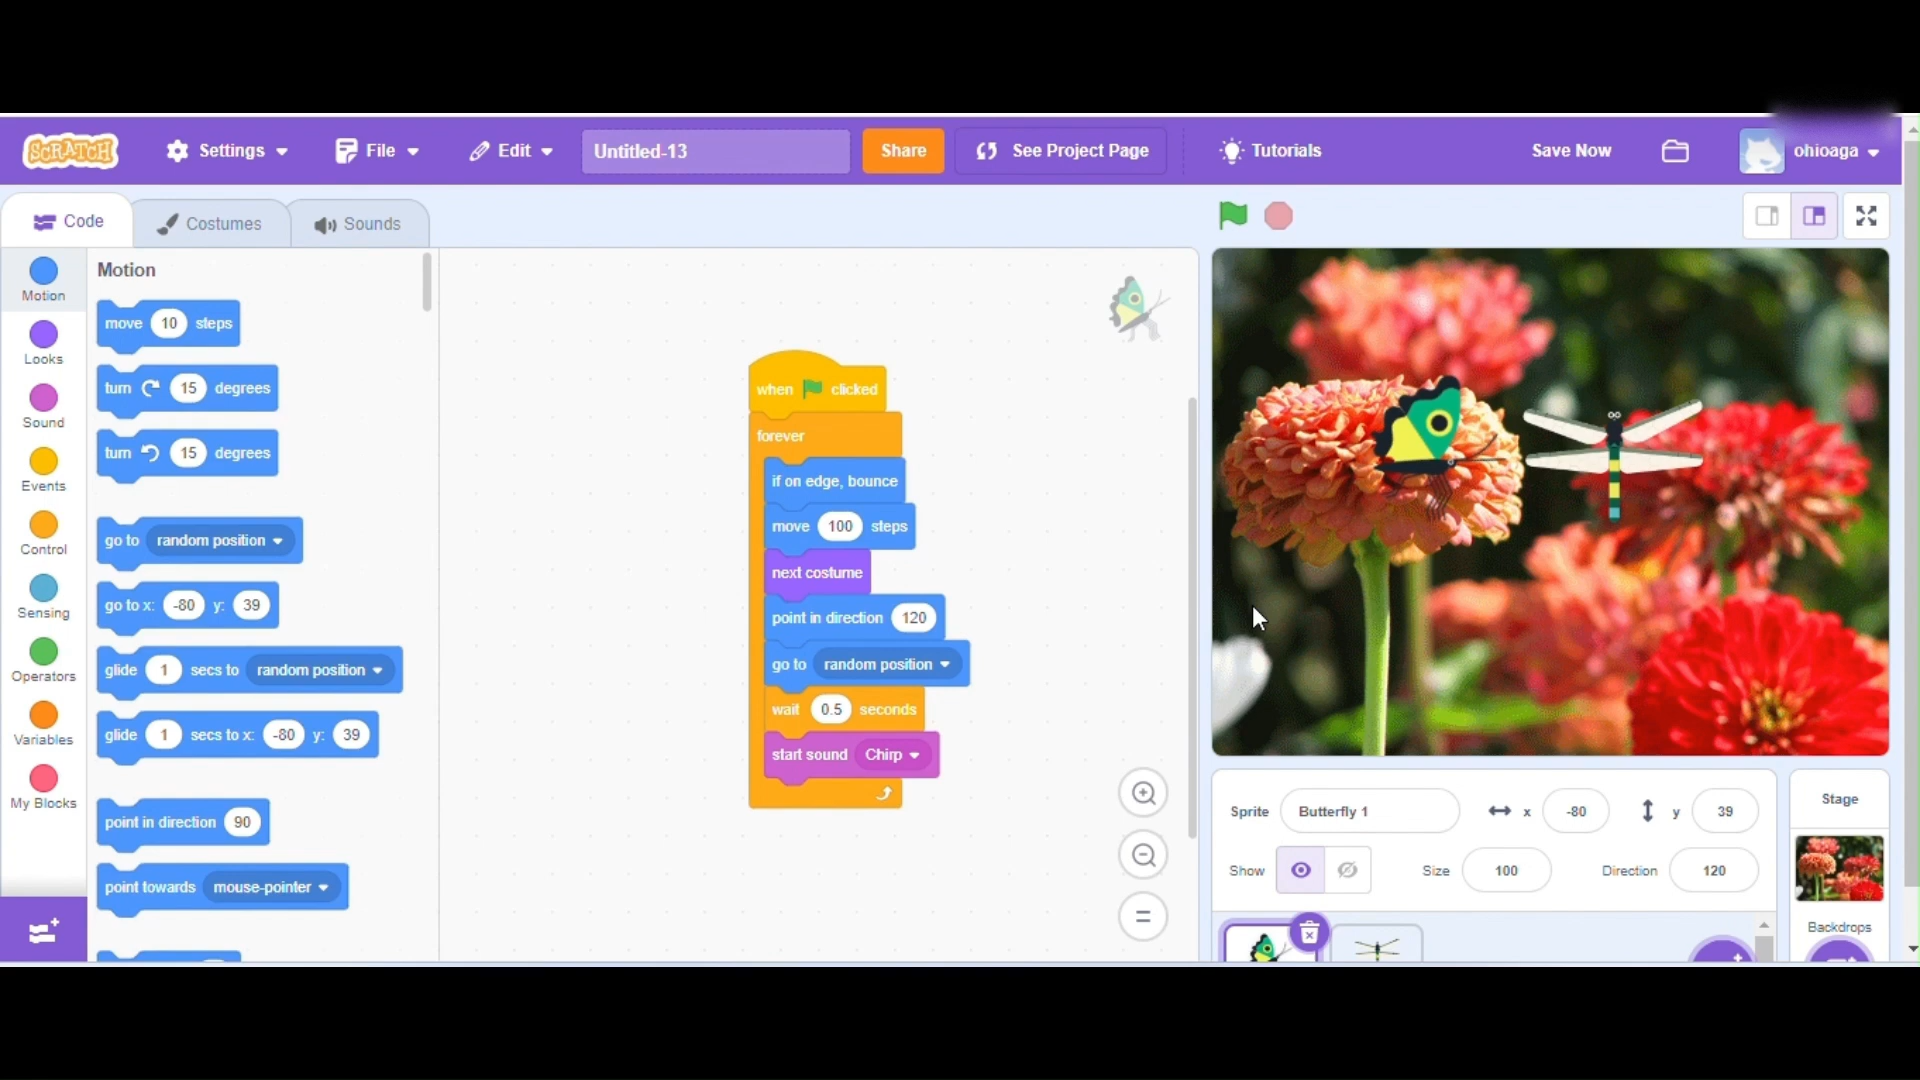 SCRATCH Settings File Edit Untitled-13 Share See Project Page Tutorials Save Now ohioaga
Code Costumes Sounds
Motion
Looks
Sound
Events
Control
Sensing
Operators
Variables
My Blocks
Motion
move 10 steps
turn 15 degrees
turn 15 degrees
go to random position
go to x: -80 y: 39
glide 1 secs to random position
glide 1 secs to x: -80 y: 39
point in direction 90
point towards mouse-pointer
when clicked
forever
if on edge, bounce
move 100 steps
next costume
point in direction 120
go to random position
wait 0.5 seconds
start sound Chirp
Sprite Butterfly 1 x -80 y 39
Show Size 100 Direction 120
Stage
Backdrops